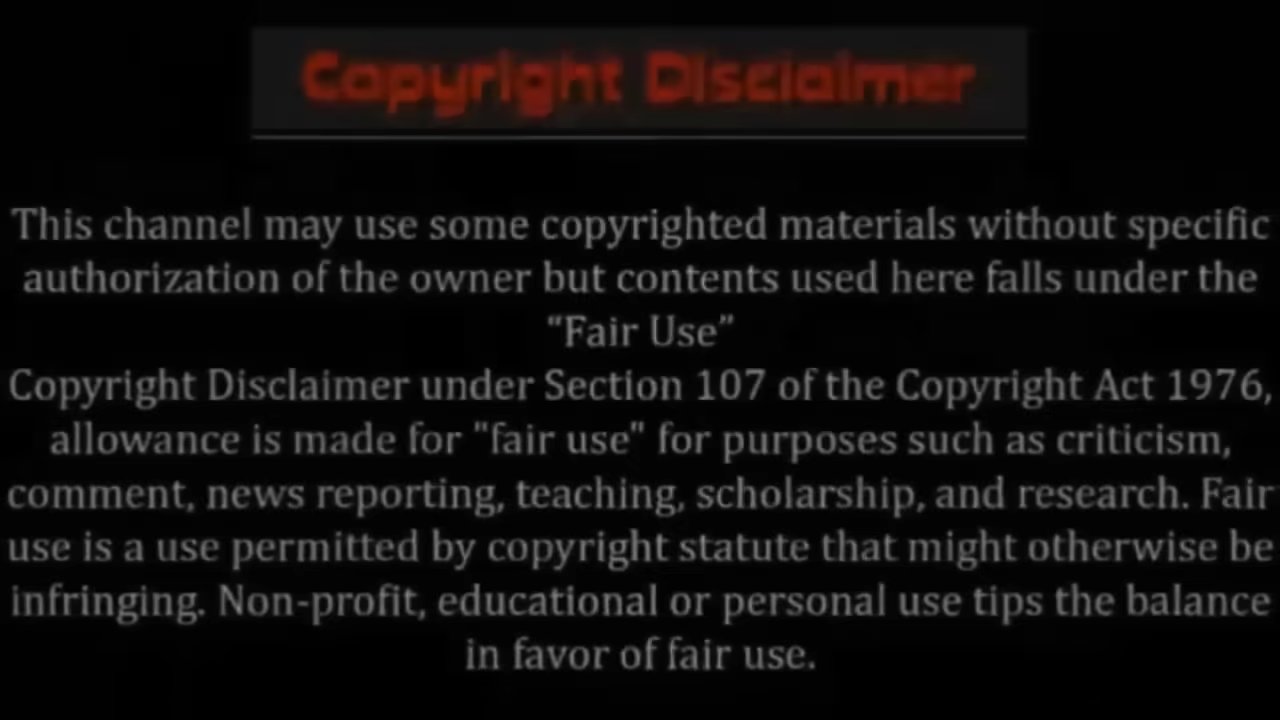 Copyright Disclaimer
This channel may use some copyrighted materials without specific
authorization of the owner but contents used here falls under the
“Fair Use”
Copyright Disclaimer under Section 107 of the Copyright Act 1976,
allowance is made for "fair use" for purposes such as criticism,
comment, news reporting, teaching, scholarship, and research. Fair
use is a use permitted by copyright statute that might otherwise be
infringing. Non-profit, educational or personal use tips the balance
in favor of fair use.